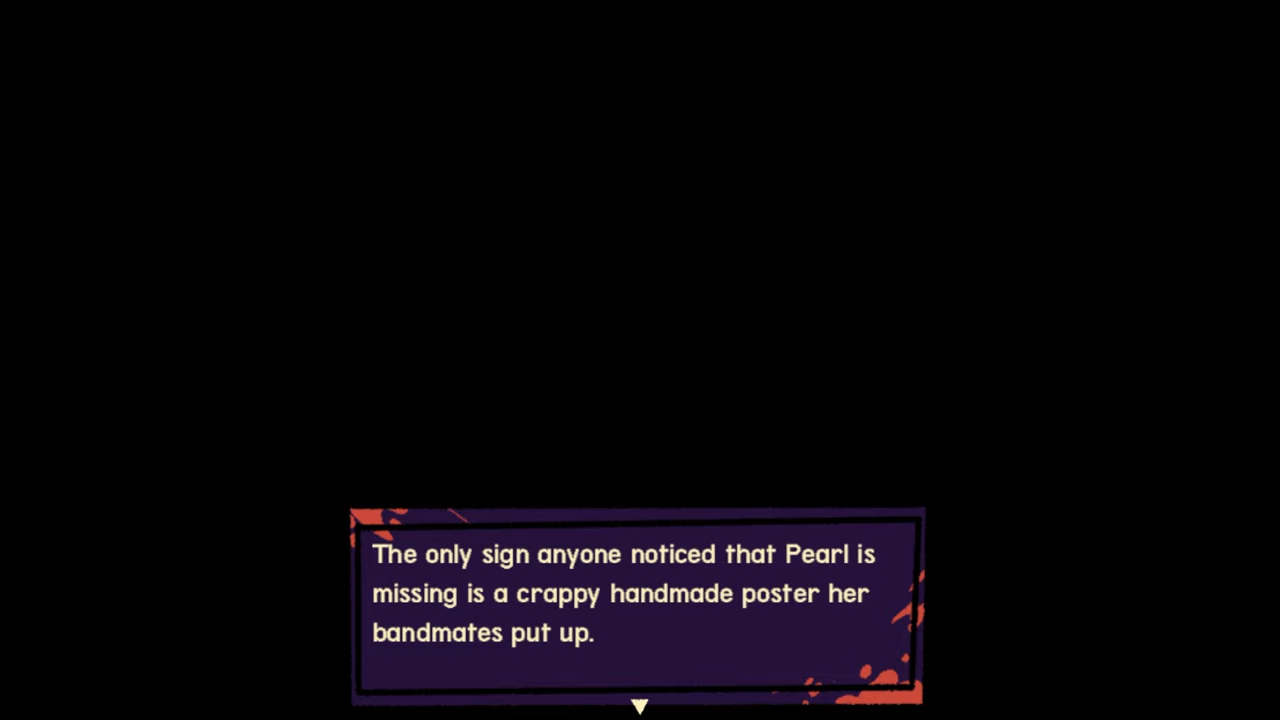 The only sign anyone noticed that Pearl is
missing is a crappy handmade poster her
bandmates put up.